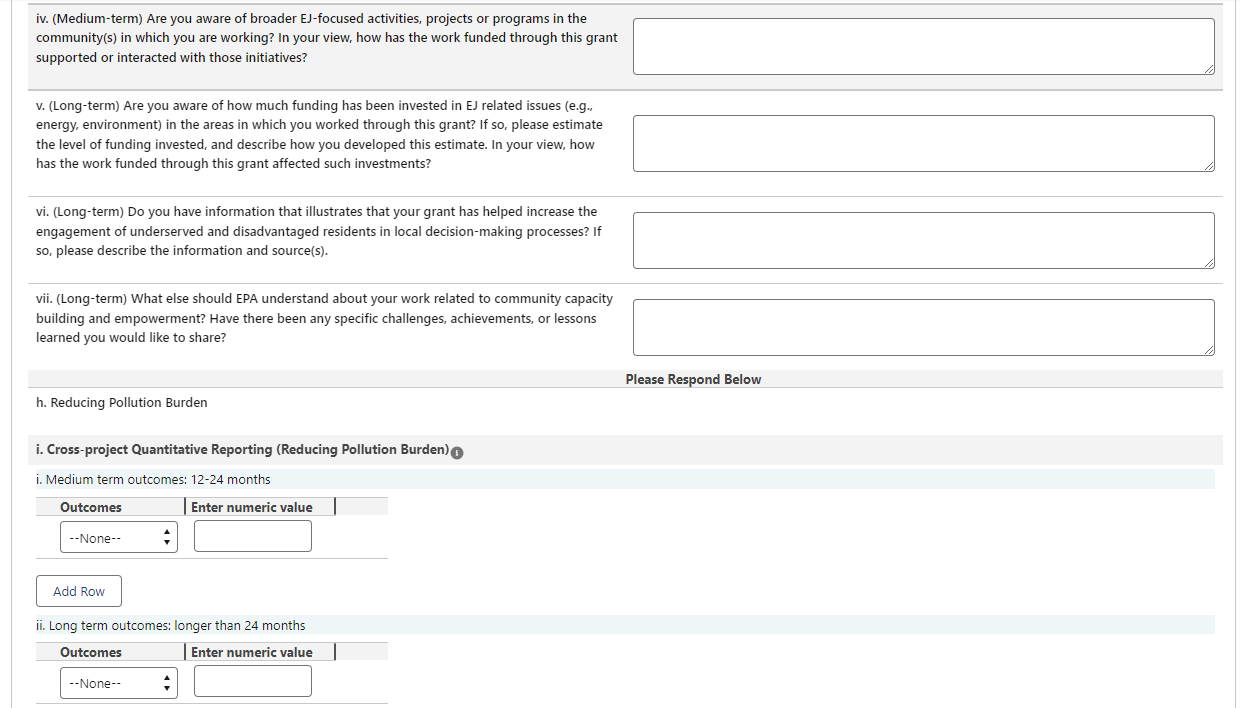 iv. (Medium-term) Are you aware of broader EJ-focused activities, projects or programs in the
community(s) in which you are working? In your view, how has the work funded through this grant
supported or interacted with those initiatives?
v. (Long-term) Are you aware of how much funding has been invested in EJ related issues (e.g.,
energy, environment) in the areas in which you worked through this grant? If so, please estimate
the level of funding invested, and describe how you developed this estimate. In your view, how
has the work funded through this grant affected such investments?
vi. (Long-term) Do you have information that illustrates that your grant has helped increase the
engagement of underserved and disadvantaged residents in local decision-making processes? If
so, please describe the information and source(s).
vii. (Long-term) What else should EPA understand about your work related to community capacity
building and empowerment? Have there been any specific challenges, achievements, or lessons
learned you would like to share?
Please Respond Below
h. Reducing Pollution Burden
i. Cross-project Quantitative Reporting (Reducing Pollution Burden)
i. Medium term outcomes: 12-24 months
Outcomes Enter numeric value
--None--
Add Row
ii. Long term outcomes: longer than 24 months
Outcomes Enter numeric value
--None--